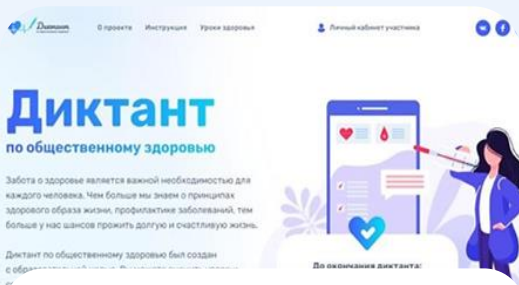 Диктант
О проекте Инструкция Уроки здоровья Личный кабинет участника
Диктант
по общественному здоровью
Забота о здоровье является важной необходимостью для
каждого человека. Чем больше мы знаем о принципах
здорового образа жизни, профилактике заболеваний, тем
больше у нас шансов прожить долгую и счастливую жизнь.
Диктант по общественному здоровью был создан
До окончания диктанта: